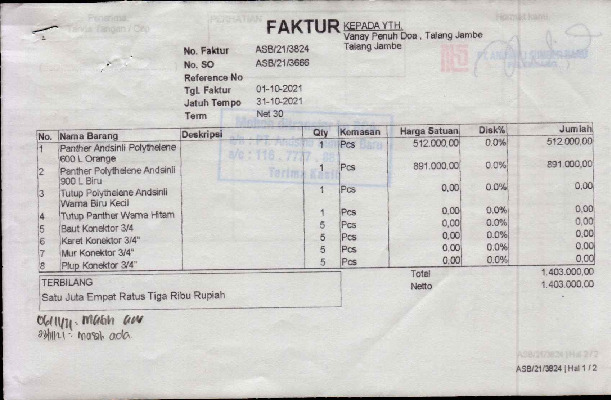 FAKTUR
KEPADA YTH.
Vanay Penuh Doa , Talang Jambe
Talang Jambe
No. Faktur ASB/21/3824
No. SO ASB/21/3666
Reference No
Tgl. Faktur 01-10-2021
Jatuh Tempo 31-10-2021
Term Net 30
No. Nama Barang Deskripsi Qty Kemasan Harga Satuan Disk% Jumlah
1 Panther Andsinli Polythelene 1 Pcs 512.000,00 0.0% 512.000,00
600 L Orange
2 Panther Polythelene Andsinli Pcs 891.000,00 0.0% 891.000,00
900 L Biru
3 Tutup Polythelene Andsinli 1 Pcs 0,00 0.0% 0,00
Warna Biru Kecil
4 Tutup Panther Warna Hitam 1 Pcs 0,00 0.0% 0,00
5 Baut Konektor 3/4 5 Pcs 0,00 0.0% 0,00
6 Karet Konektor 3/4" 5 Pcs 0,00 0.0% 0,00
7 Mur Konektor 3/4" 5 Pcs 0,00 0.0% 0,00
8 Plup Konektor 3/4" 5 Pcs 0,00 0.0% 0,00
Total 1.403.000,00
Netto 1.403.000,00
TERBILANG
Satu Juta Empat Ratus Tiga Ribu Rupiah
masih ada
masih ada
ASB/21/3824 | Hal 1 / 2
Terima Kasih